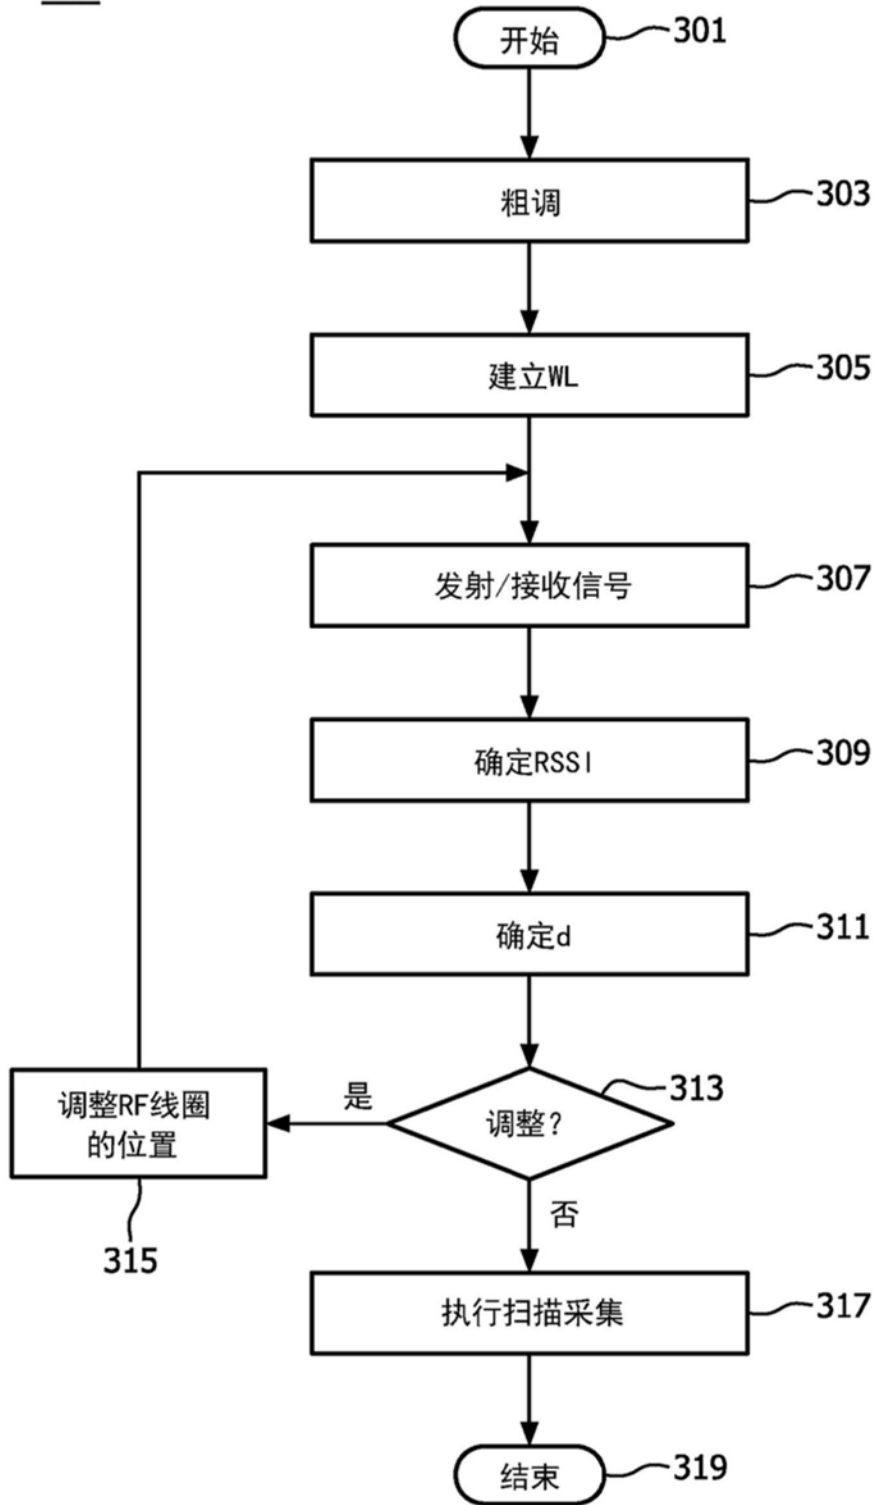 开始
301
粗调
303
建立WL
305
发射/接收信号
307
确定RSSI
309
确定d
311
调整?
313
是
调整RF线圈
的位置
315
否
执行扫描采集
317
结束
319